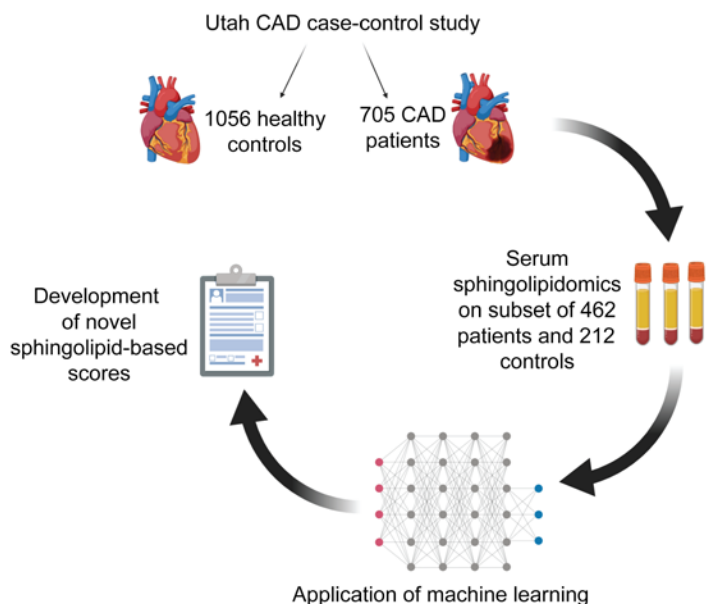 Utah CAD case-control study
1056 healthy
controls
705 CAD
patients
Serum
sphingolipidomics
on subset of 462
patients and 212
controls
Application of machine learning
Development
of novel
sphingolipid-based
scores